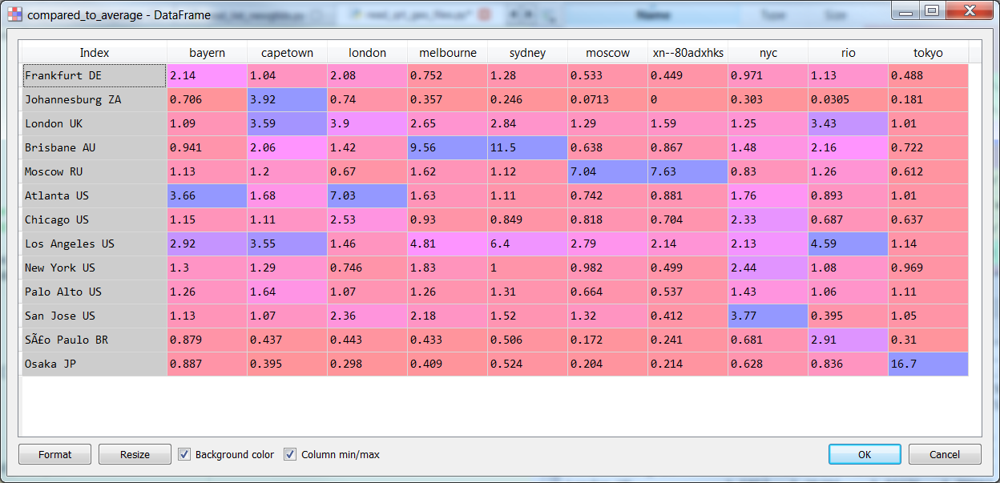 compared_to_average - DataFrame
Name Type Size
Index bayern capetown london melbourne sydney moscow xn--80adxhks nyc rio tokyo
Frankfurt DE 2.14 1.04 2.08 0.752 1.28 0.533 0.449 0.971 1.13 0.488
Johannesburg ZA 0.706 3.92 0.74 0.357 0.246 0.0713 0 0.303 0.0305 0.181
London UK 1.09 3.59 3.9 2.65 2.84 1.29 1.59 1.25 3.43 1.01
Brisbane AU 0.941 2.06 1.42 9.56 11.5 0.638 0.867 1.48 2.16 0.722
Moscow RU 1.13 1.2 0.67 1.62 1.12 7.04 7.63 0.83 1.26 0.612
Atlanta US 3.66 1.68 7.03 1.63 1.11 0.742 0.881 1.76 0.893 1.01
Chicago US 1.15 1.11 2.53 0.93 0.849 0.818 0.704 2.33 0.687 0.637
Los Angeles US 2.92 3.55 1.46 4.81 6.4 2.79 2.14 2.13 4.59 1.14
New York US 1.3 1.29 0.746 1.83 1 0.982 0.499 2.44 1.08 0.969
Palo Alto US 1.26 1.64 1.07 1.26 1.31 0.664 0.537 1.43 1.06 1.11
San Jose US 1.13 1.07 2.36 2.18 1.52 1.32 0.412 3.77 0.395 1.05
SÃ£o Paulo BR 0.879 0.437 0.443 0.433 0.506 0.172 0.241 0.681 2.91 0.31
Osaka JP 0.887 0.395 0.298 0.409 0.524 0.204 0.214 0.628 0.836 16.7
Format Resize Background color Column min/max OK Cancel